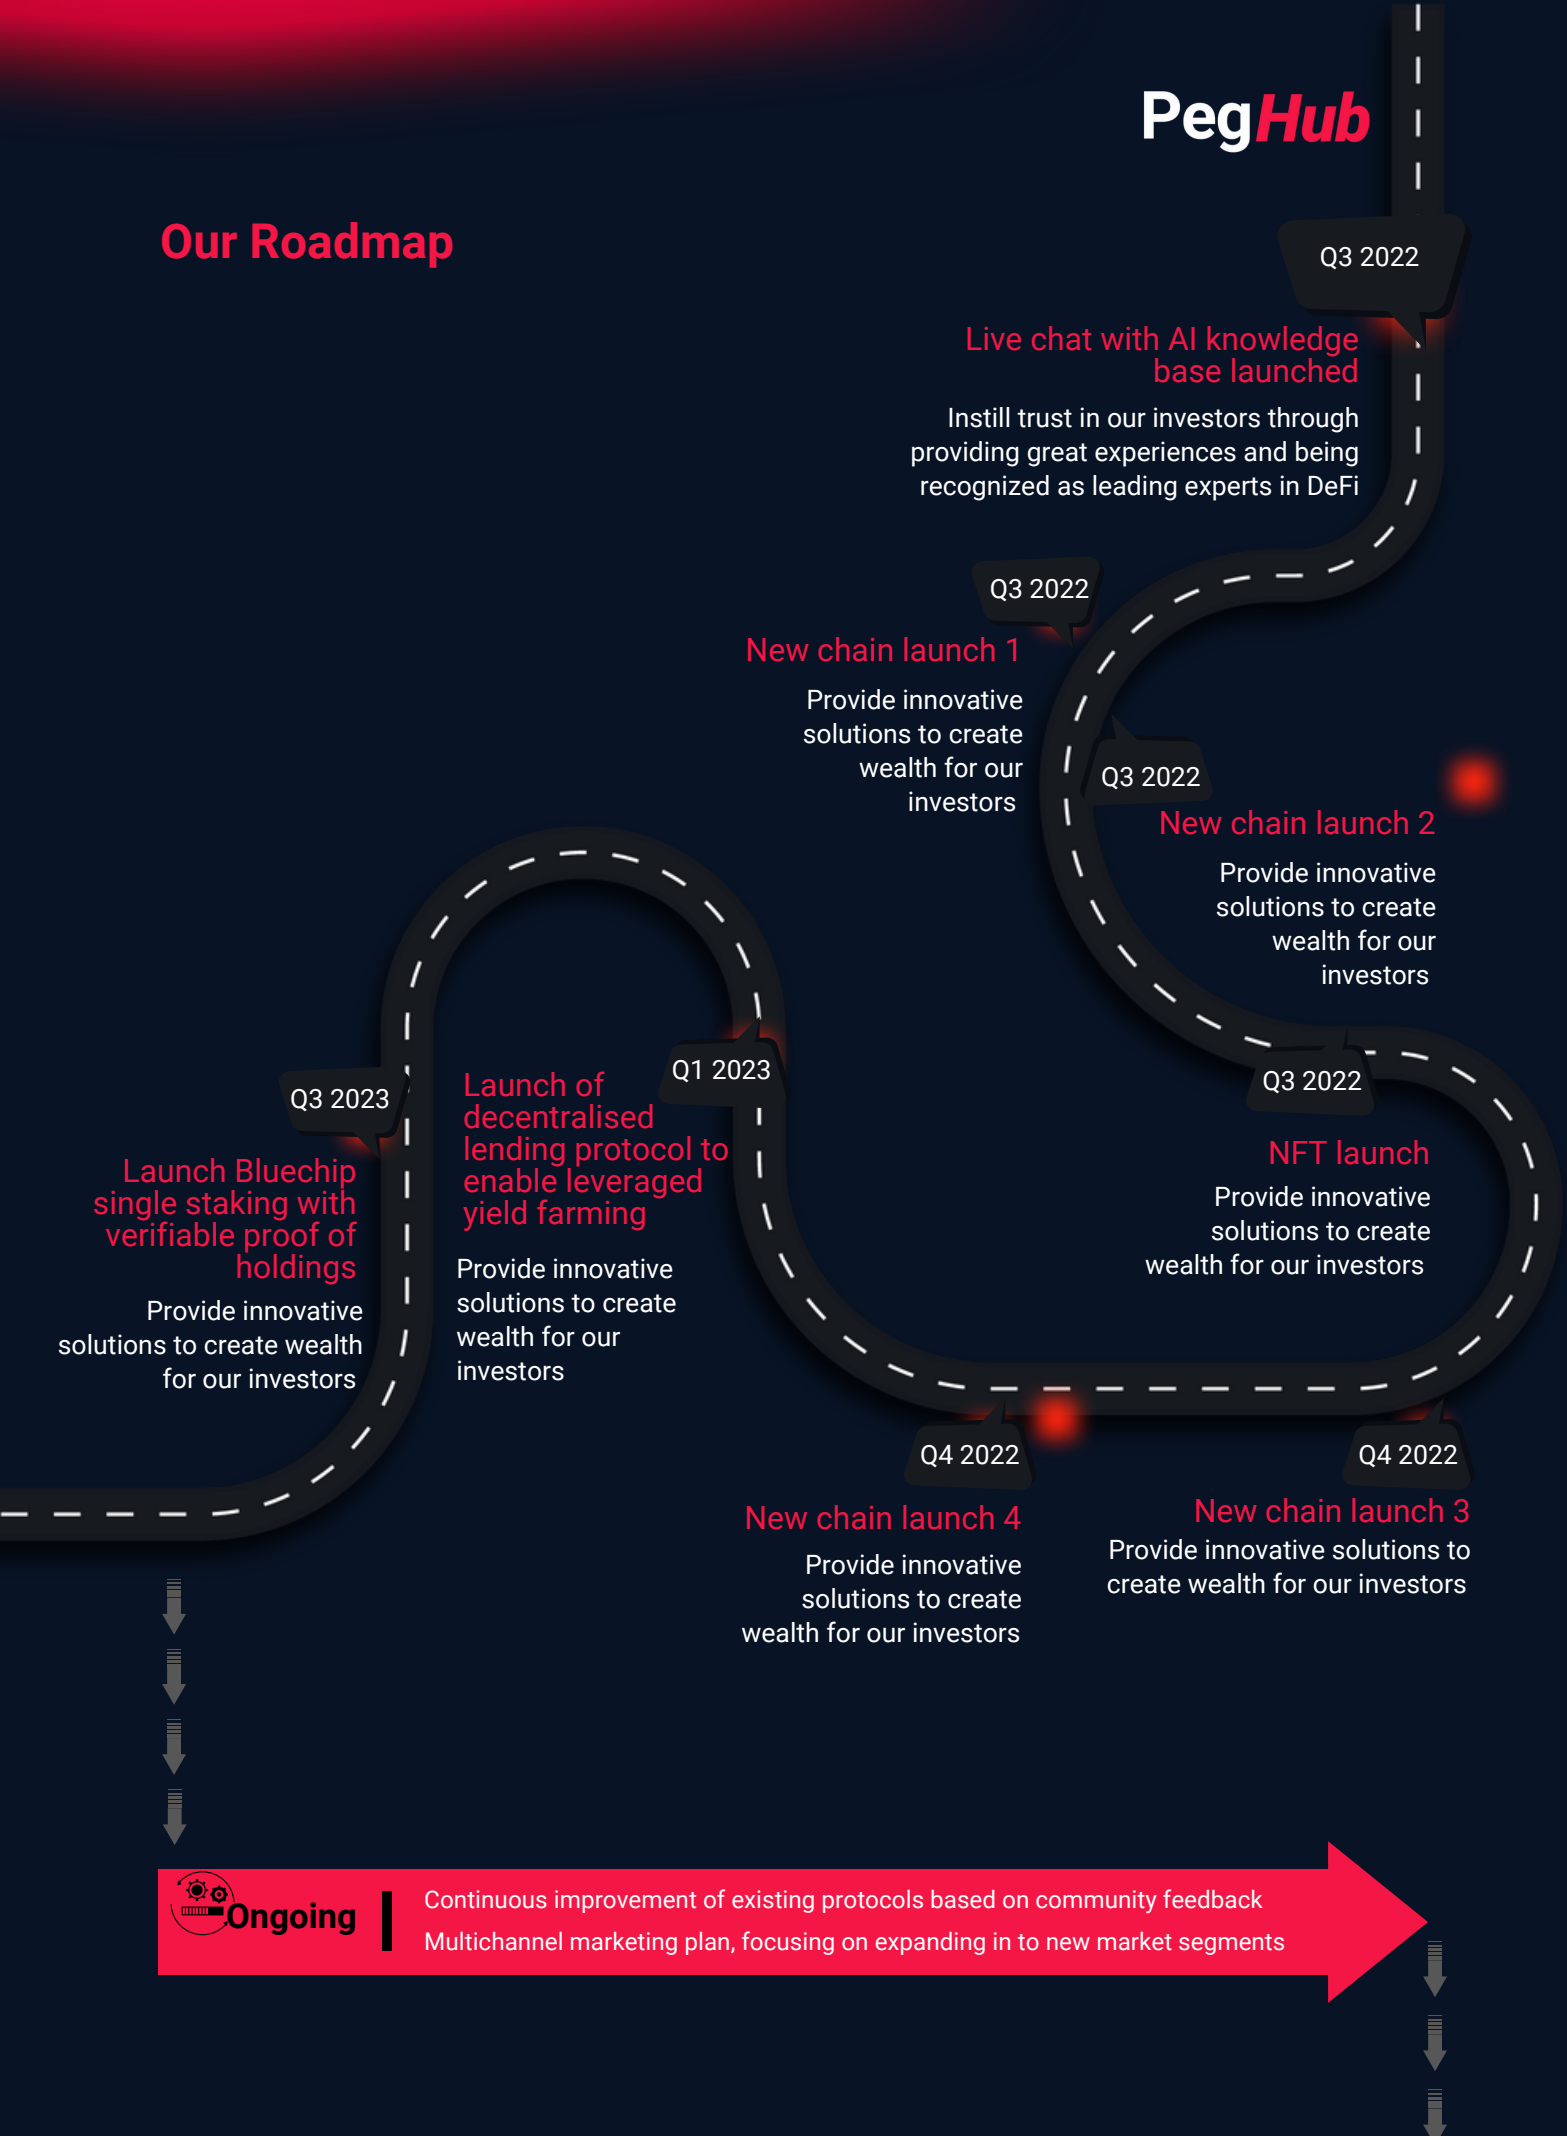 PegHub
Our Roadmap
Q3 2022
Live chat with AI knowledge
base launched
Instill trust in our investors through
providing great experiences and being
recognized as leading experts in DeFi
Q3 2022
New chain launch 1
Provide innovative
solutions to create
wealth for our
investors
Q3 2022
New chain launch 2
Provide innovative
solutions to create
wealth for our
investors
Q3 2022
NFT launch
Provide innovative
solutions to create
wealth for our investors
Q4 2022
New chain launch 3
Provide innovative solutions to
create wealth for our investors
Q4 2022
New chain launch 4
Provide innovative
solutions to create
wealth for our investors
Q1 2023
Launch of
decentralised
lending protocol to
enable leveraged
yield farming
Provide innovative
solutions to create
wealth for our
investors
Q3 2023
Launch Bluechip
single staking with
verifiable proof of
holdings
Provide innovative
solutions to create wealth
for our investors
Ongoing
Continuous improvement of existing protocols based on community feedback
Multichannel marketing plan, focusing on expanding in to new market segments